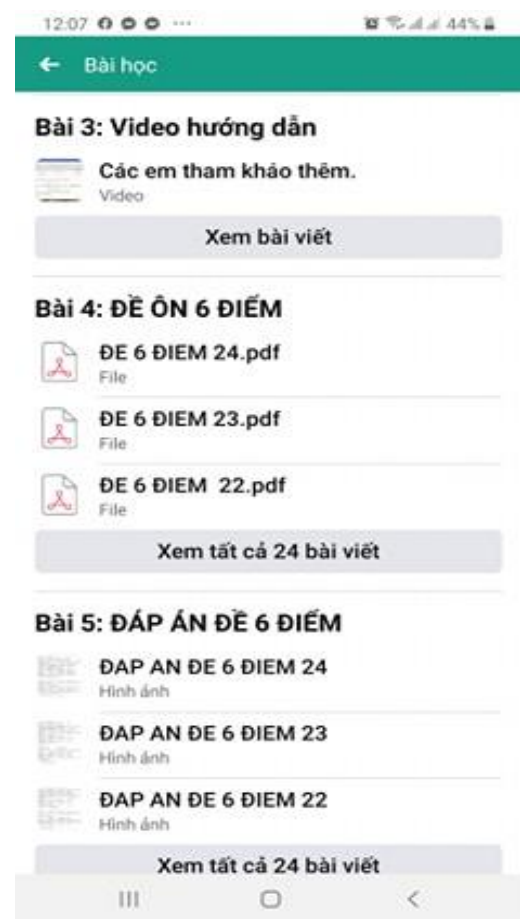 12:07
44%
Bài học
Bài 3: Video hướng dẫn
Các em tham khảo thêm.
Video
Xem bài viết
Bài 4: ĐỀ ÔN 6 ĐIỂM
ĐE 6 ĐIEM 24.pdf
File
ĐE 6 ĐIEM 23.pdf
File
ĐE 6 ĐIEM 22.pdf
File
Xem tất cả 24 bài viết
Bài 5: ĐÁP ÁN ĐỀ 6 ĐIỂM
ĐAP AN ĐE 6 ĐIEM 24
Hình ảnh
ĐAP AN ĐE 6 ĐIEM 23
Hình ảnh
ĐAP AN ĐE 6 ĐIEM 22
Hình ảnh
Xem tất cả 24 bài viết